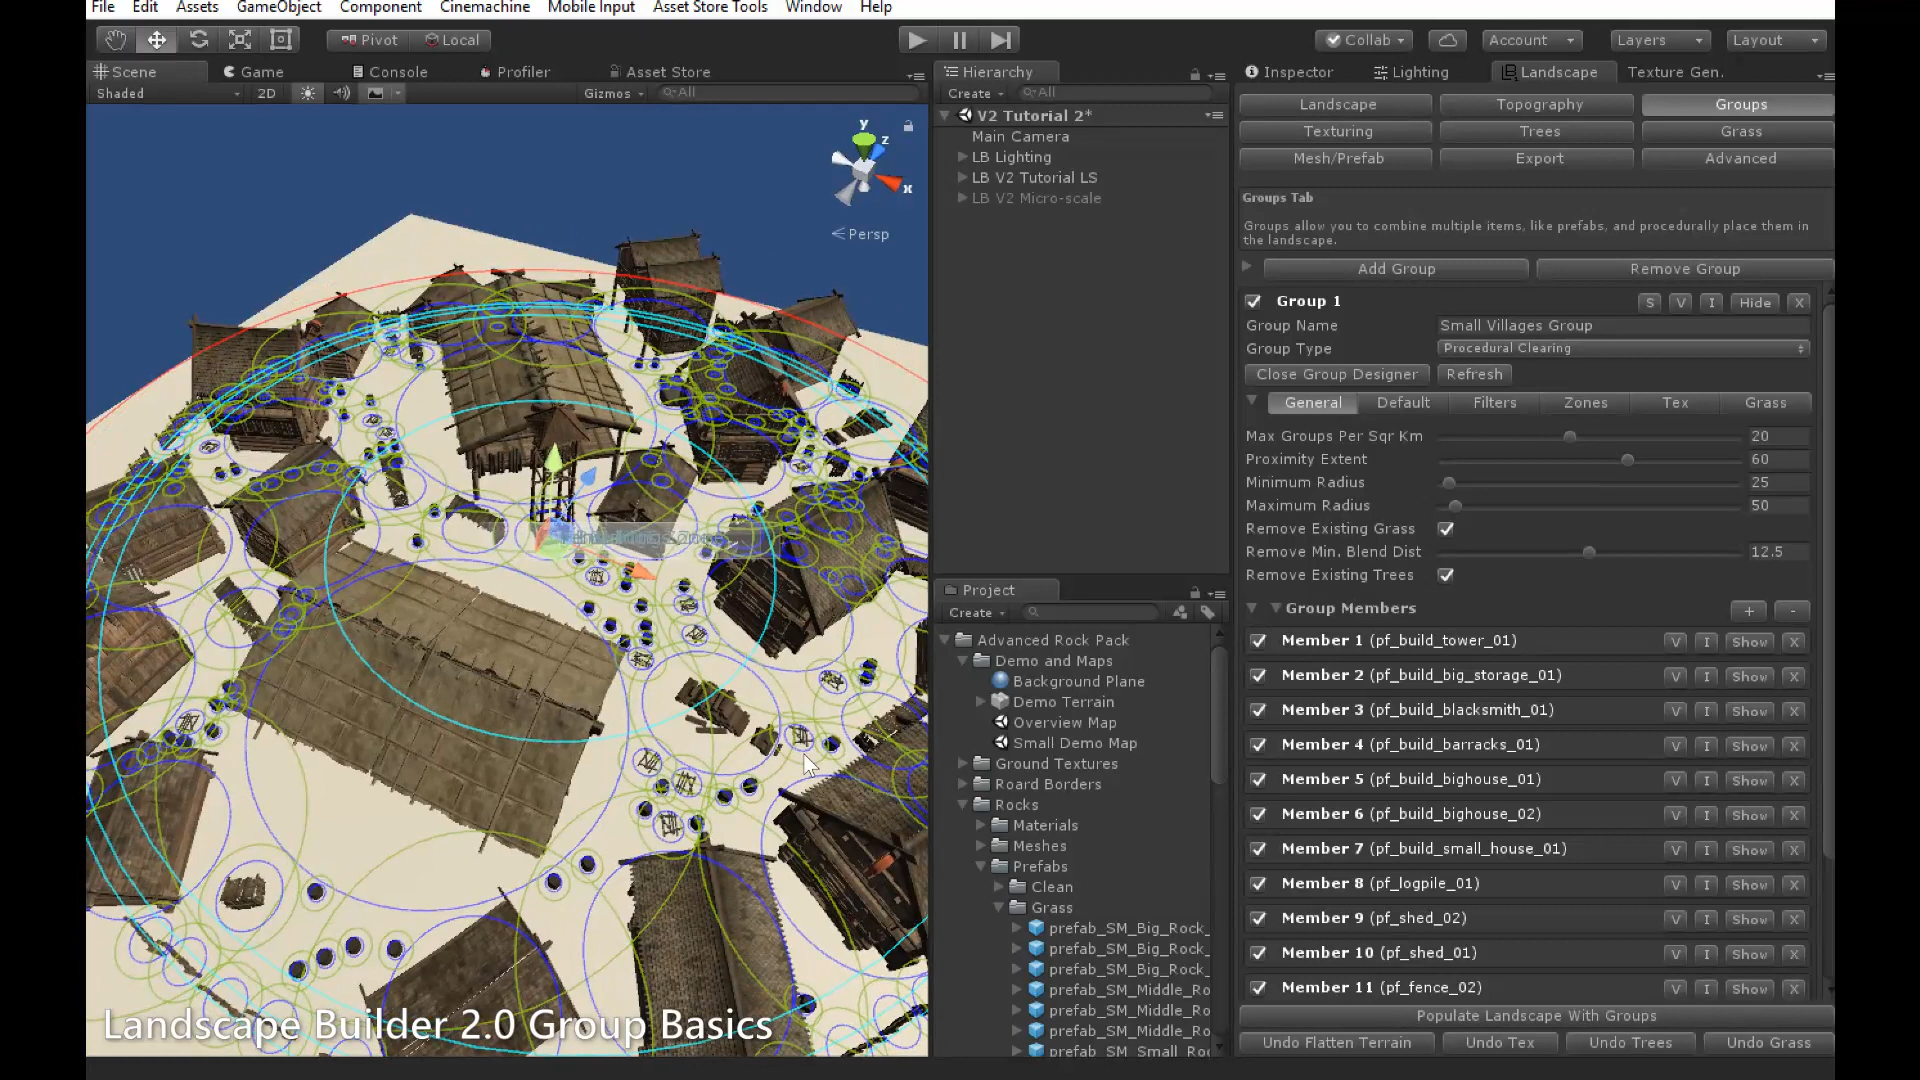 File Edit Assets GameObject Component Cinemachine Mobile Input Asset Store Tools Window Help
Pivot Local Collab Account Layers Layout
Scene Game Console Profiler Asset Store
Shaded 2D Gizmos All
y
z
x
Persp
Landscape Builder 2.0 Group Basics
Hierarchy
Create All
V2 Tutorial 2*
Main Camera
LB Lighting
LB V2 Tutorial LS
LB V2 Micro-scale
Project
Create
Advanced Rock Pack
Demo and Maps
Background Plane
Demo Terrain
Overview Map
Small Demo Map
Ground Textures
Roard Borders
Rocks
Materials
Meshes
Prefabs
Clean
Grass
prefab_SM_Big_Rock_
prefab_SM_Big_Rock_
prefab_SM_Big_Rock_
prefab_SM_Middle_Ro
prefab_SM_Middle_Ro
prefab_SM_Middle_Ro
prefab_SM_Small_Ro
Inspector Lighting Landscape Texture Gen.
Landscape Topography Groups
Texturing Trees Grass
Mesh/Prefab Export Advanced
Groups Tab
Groups allow you to combine multiple items, like prefabs, and procedurally place them in
the landscape.
Add Group Remove Group
Group 1 S V I Hide X
Group Name Small Villages Group
Group Type Procedural Clearing
Close Group Designer Refresh
General Default Filters Zones Tex Grass
Max Groups Per Sqr Km 20
Proximity Extent 60
Minimum Radius 25
Maximum Radius 50
Remove Existing Grass
Remove Min. Blend Dist 12.5
Remove Existing Trees
Group Members + -
Member 1 (pf_build_tower_01) V I Show X
Member 2 (pf_build_big_storage_01) V I Show X
Member 3 (pf_build_blacksmith_01) V I Show X
Member 4 (pf_build_barracks_01) V I Show X
Member 5 (pf_build_bighouse_01) V I Show X
Member 6 (pf_build_bighouse_02) V I Show X
Member 7 (pf_build_small_house_01) V I Show X
Member 8 (pf_logpile_01) V I Show X
Member 9 (pf_shed_02) V I Show X
Member 10 (pf_shed_01) V I Show X
Member 11 (pf_fence_02) V I Show X
Populate Landscape With Groups
Undo Flatten Terrain Undo Tex Undo Trees Undo Grass